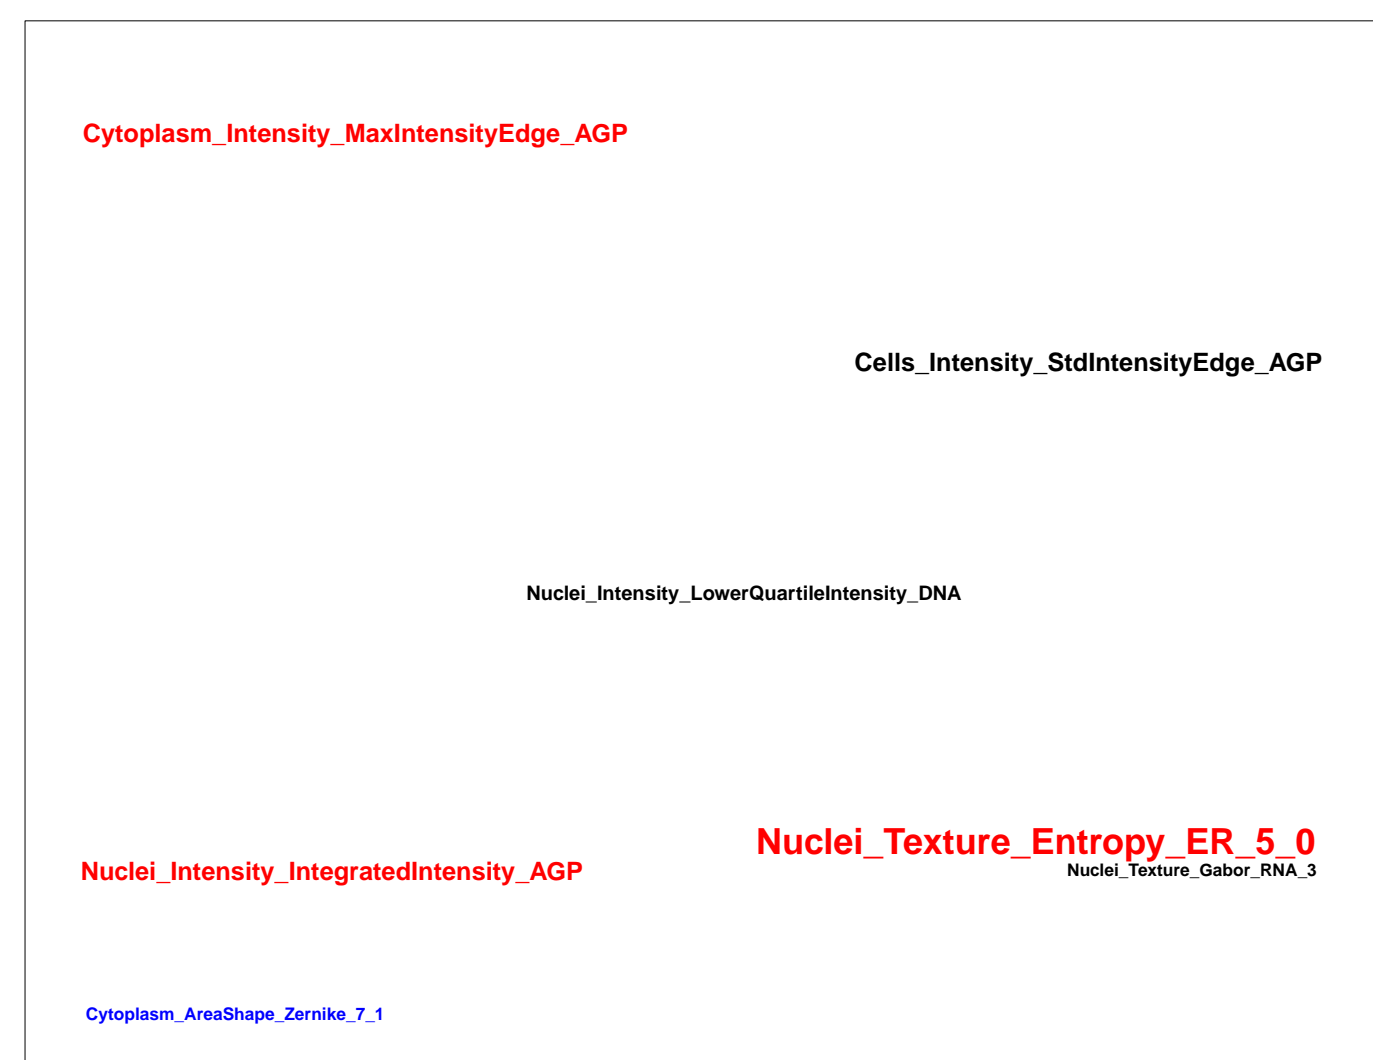 Cytoplasm_Intensity_MaxIntensityEdge_AGP
Cells_Intensity_StdIntensityEdge_AGP
Nuclei_Intensity_LowerQuartileIntensity_DNA
Nuclei_Texture_Entropy_ER_5_0
Nuclei_Intensity_IntegratedIntensity_AGP
Nuclei_Texture_Gabor_RNA_3
Cytoplasm_AreaShape_Zernike_7_1